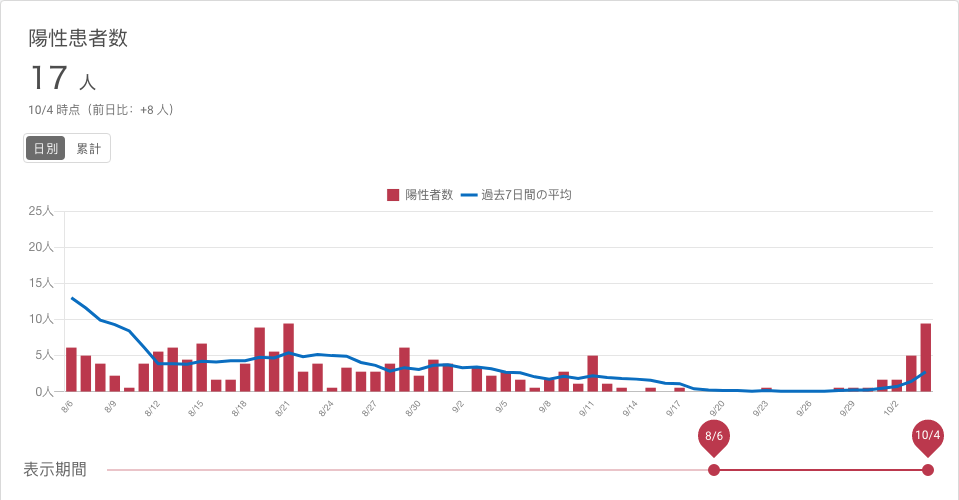 陽性患者数
17 人
10/4 時点（前日比：+8 人）
日別 累計
陽性者数 過去7日間の平均
25人
20人
15人
10人
5人
0人
8/6 8/9 8/12 8/15 8/18 8/21 8/24 8/27 8/30 9/2 9/5 9/8 9/11 9/14 9/17 9/20 9/23 9/26 9/29 10/2
8/6 10/4
表示期間